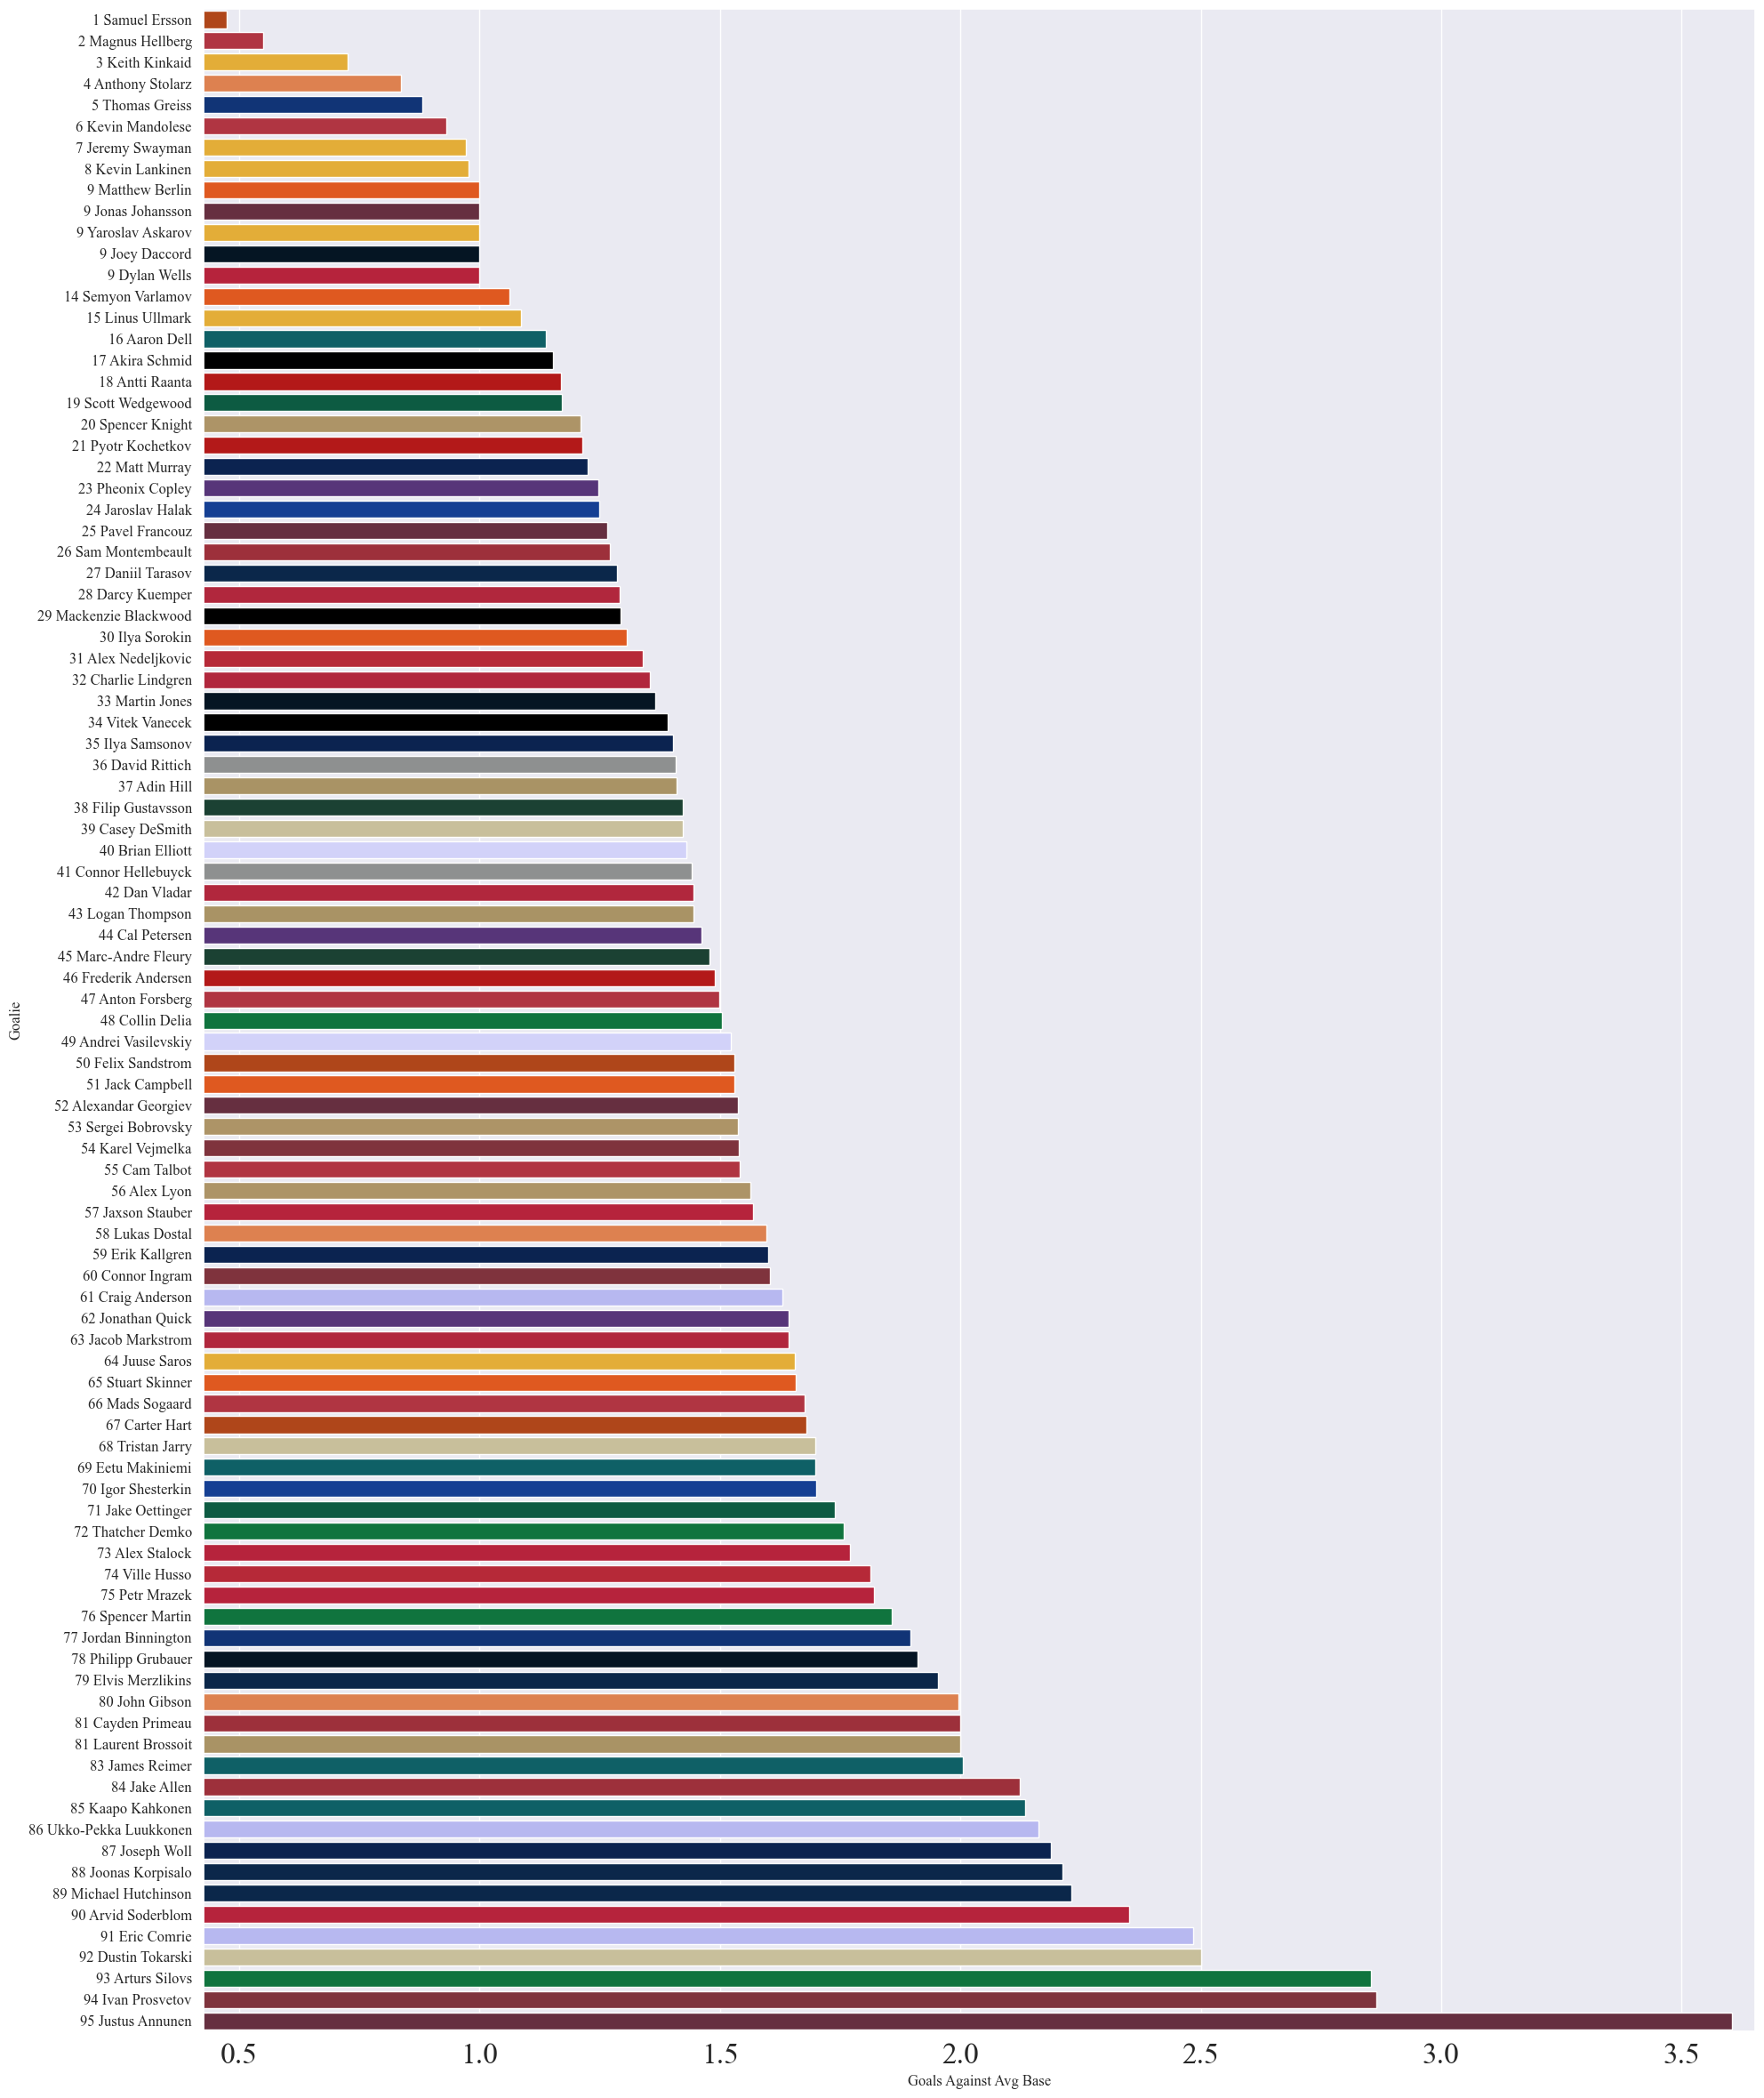 1 Samuel Ersson
2 Magnus Hellberg
3 Keith Kinkaid
4 Anthony Stolarz
5 Thomas Greiss
6 Kevin Mandolese
7 Jeremy Swayman
8 Kevin Lankinen
9 Matthew Berlin
9 Jonas Johansson
9 Yaroslav Askarov
9 Joey Daccord
9 Dylan Wells
14 Semyon Varlamov
15 Linus Ullmark
16 Aaron Dell
17 Akira Schmid
18 Antti Raanta
19 Scott Wedgewood
20 Spencer Knight
21 Pyotr Kochetkov
22 Matt Murray
23 Pheonix Copley
24 Jaroslav Halak
25 Pavel Francouz
26 Sam Montembeault
27 Daniil Tarasov
28 Darcy Kuemper
29 Mackenzie Blackwood
30 Ilya Sorokin
31 Alex Nedeljkovic
32 Charlie Lindgren
33 Martin Jones
34 Vitek Vanecek
35 Ilya Samsonov
36 David Rittich
37 Adin Hill
38 Filip Gustavsson
39 Casey DeSmith
40 Brian Elliott
41 Connor Hellebuyck
42 Dan Vladar
43 Logan Thompson
44 Cal Petersen
45 Marc-Andre Fleury
46 Frederik Andersen
47 Anton Forsberg
48 Collin Delia
49 Andrei Vasilevskiy
50 Felix Sandstrom
51 Jack Campbell
52 Alexandar Georgiev
53 Sergei Bobrovsky
54 Karel Vejmelka
55 Cam Talbot
56 Alex Lyon
57 Jaxson Stauber
58 Lukas Dostal
59 Erik Kallgren
60 Connor Ingram
61 Craig Anderson
62 Jonathan Quick
63 Jacob Markstrom
64 Juuse Saros
65 Stuart Skinner
66 Mads Sogaard
67 Carter Hart
68 Tristan Jarry
69 Eetu Makiniemi
70 Igor Shesterkin
71 Jake Oettinger
72 Thatcher Demko
73 Alex Stalock
74 Ville Husso
75 Petr Mrazek
76 Spencer Martin
77 Jordan Binnington
78 Philipp Grubauer
79 Elvis Merzlikins
80 John Gibson
81 Cayden Primeau
81 Laurent Brossoit
83 James Reimer
84 Jake Allen
85 Kaapo Kahkonen
86 Ukko-Pekka Luukkonen
87 Joseph Woll
88 Joonas Korpisalo
89 Michael Hutchinson
90 Arvid Soderblom
91 Eric Comrie
92 Dustin Tokarski
93 Arturs Silovs
94 Ivan Prosvetov
95 Justus Annunen
Goalie
0.5 1.0 1.5 2.0 2.5 3.0 3.5
Goals Against Avg Base